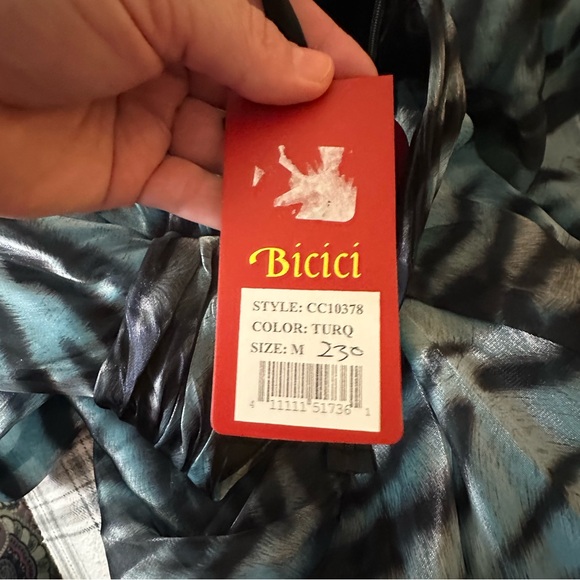 Bicici
STYLE: CC10378
COLOR: TURQ
SIZE: M 230
4 11111 51736 1